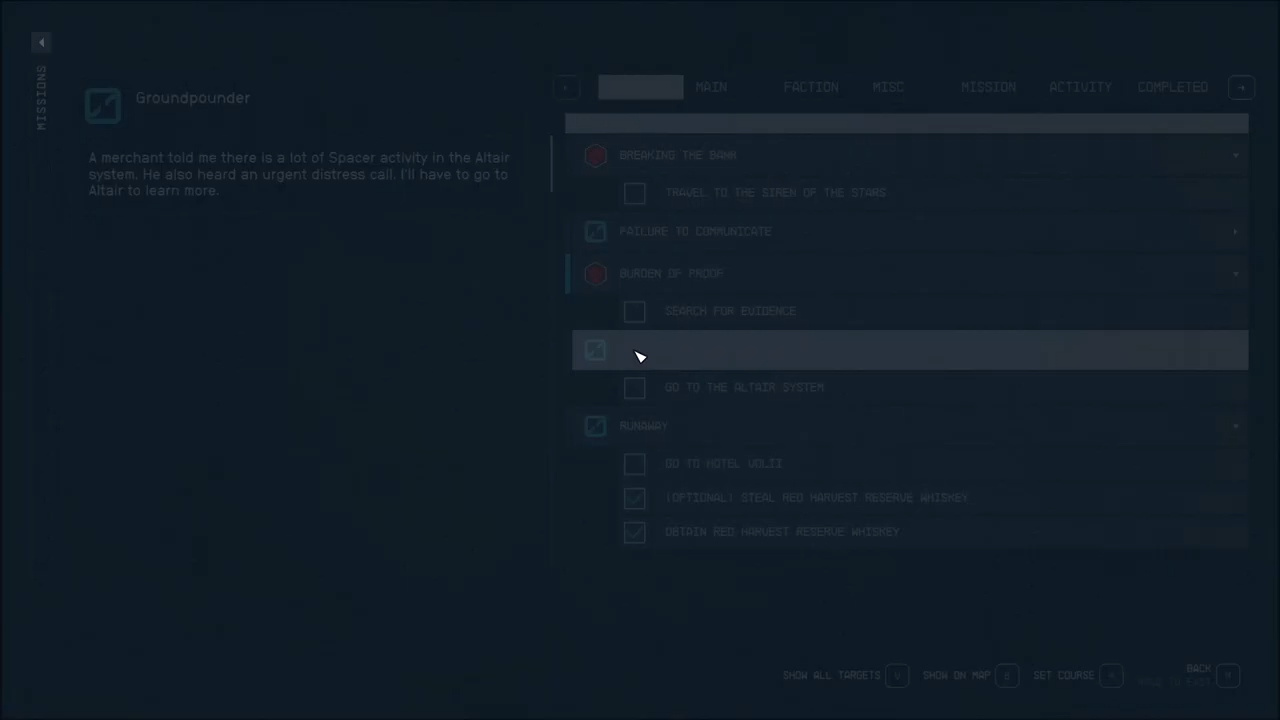 MISSIONS
Groundpounder
A merchant told me there is a lot of Spacer activity in the Altair
system. He also heard an urgent distress call. I'll have to go to
Altair to learn more.
MAIN FACTION MISC MISSION ACTIVITY COMPLETED
BREAKING THE BANK
TRAVEL TO THE SIREN OF THE STARS
FAILURE TO COMMUNICATE
BURDEN OF PROOF
SEARCH FOR EVIDENCE
GO TO THE ALTAIR SYSTEM
RUNAWAY
GO TO HOTEL VOLII
(OPTIONAL) STEAL RED HARVEST RESERVE WHISKEY
OBTAIN RED HARVEST RESERVE WHISKEY
SHOW ALL TARGETS SHOW ON MAP SET COURSE BACK
HOLD TO EXIT